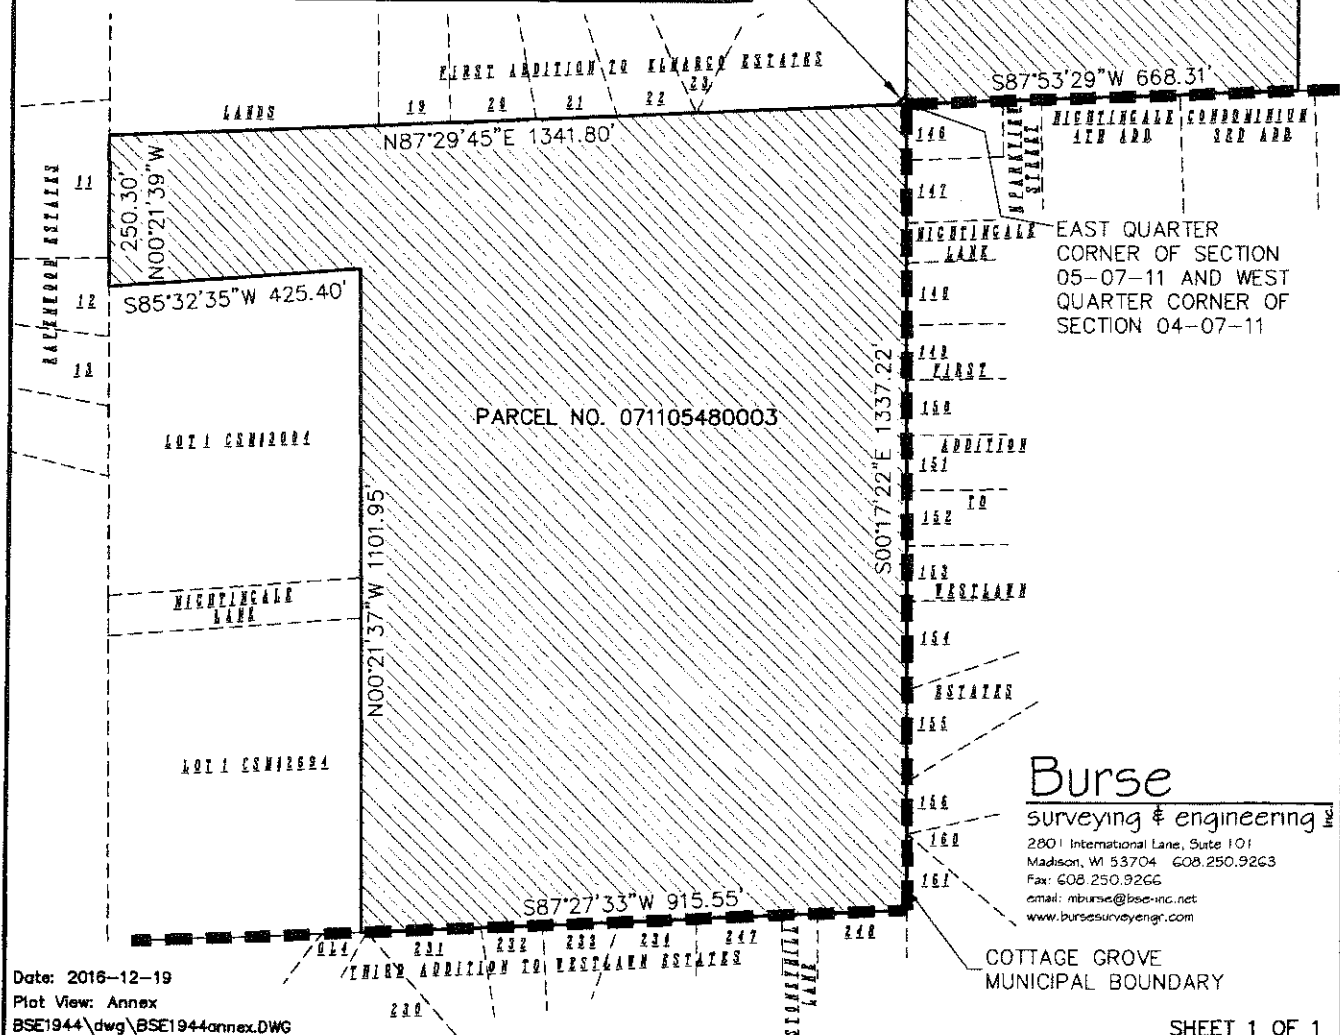 FIRST ADDITION TO ELMARGO ESTATES
S87°53'29"W 668.31'
LANDS
19
20
21
22
23
N87°29'45"E 1341.80'
NIGHTINGALE
4TH ADD.
CONDOMINIUM
3RD ADD.
N PARKVIEW
STREET
146
147
NIGHTINGALE
LANE
148
149
FIRST
150
ADDITION
151
TO
152
153
WESTLAWN
154
ESTATES
155
156
160
161
EAST QUARTER
CORNER OF SECTION
05-07-11 AND WEST
QUARTER CORNER OF
SECTION 04-07-11
RAVENWOOD ESTATES
11
12
13
250.30'
N00°21'39"W
S85°32'35"W 425.40'
LOT 1 CSM
PARCEL NO. 071105480003
S00°17'22"E 1337.22'
N00°21'37"W 1101.95'
NIGHTINGALE
LANE
LOT 1 CSM12694
Burse
surveying & engineering Inc.
2801 International Lane, Suite 101
Madison, WI 53704 608.250.9263
Fax: 608.250.9266
email: mburse@bse-inc.net
www.bursesurveyengr.com
S87°27'33"W 915.55'
OL4
231
232
233
234
247
248
THIRD ADDITION TO WESTLAWN ESTATES
230
STONEYHILL
LANE
COTTAGE GROVE
MUNICIPAL BOUNDARY
Date: 2016-12-19
Plot View: Annex
BSE1944\dwg\BSE1944annex.DWG
SHEET 1 OF 1